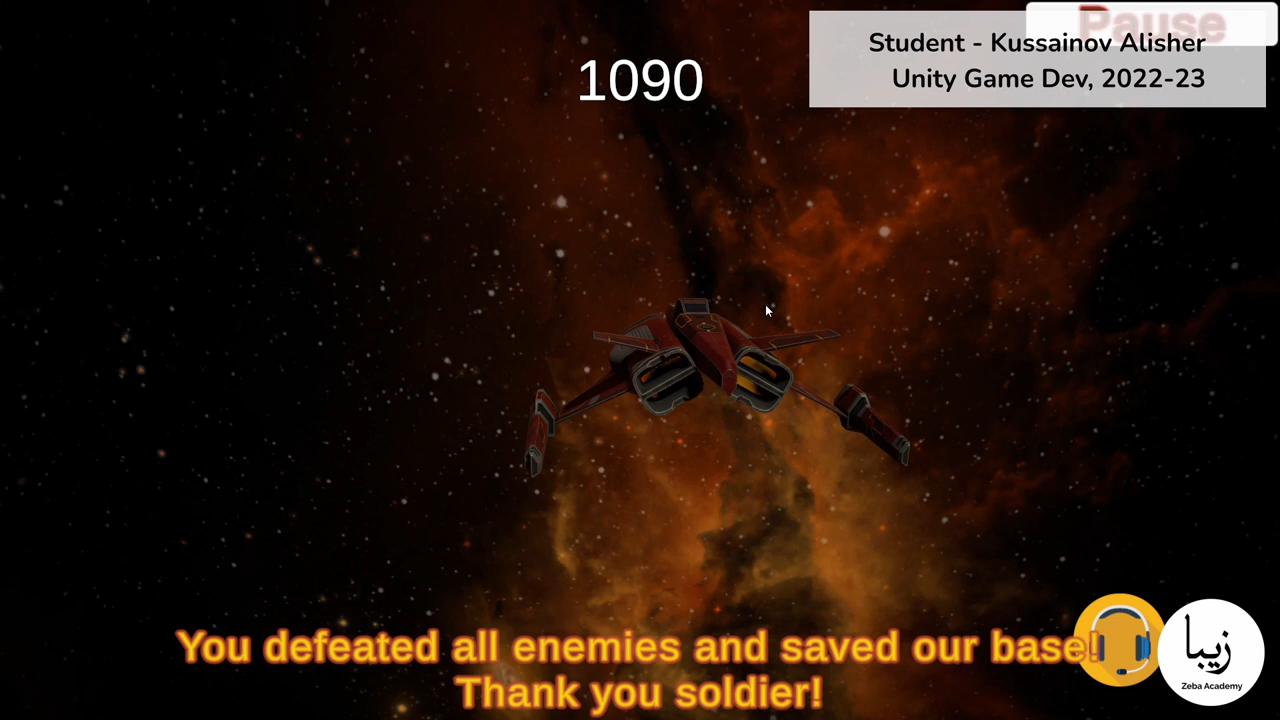 Pause
Student - Kussainov Alisher
Unity Game Dev, 2022-23
1090
You defeated all enemies and saved our base!
Thank you soldier!
زيبا
Zeba Academy